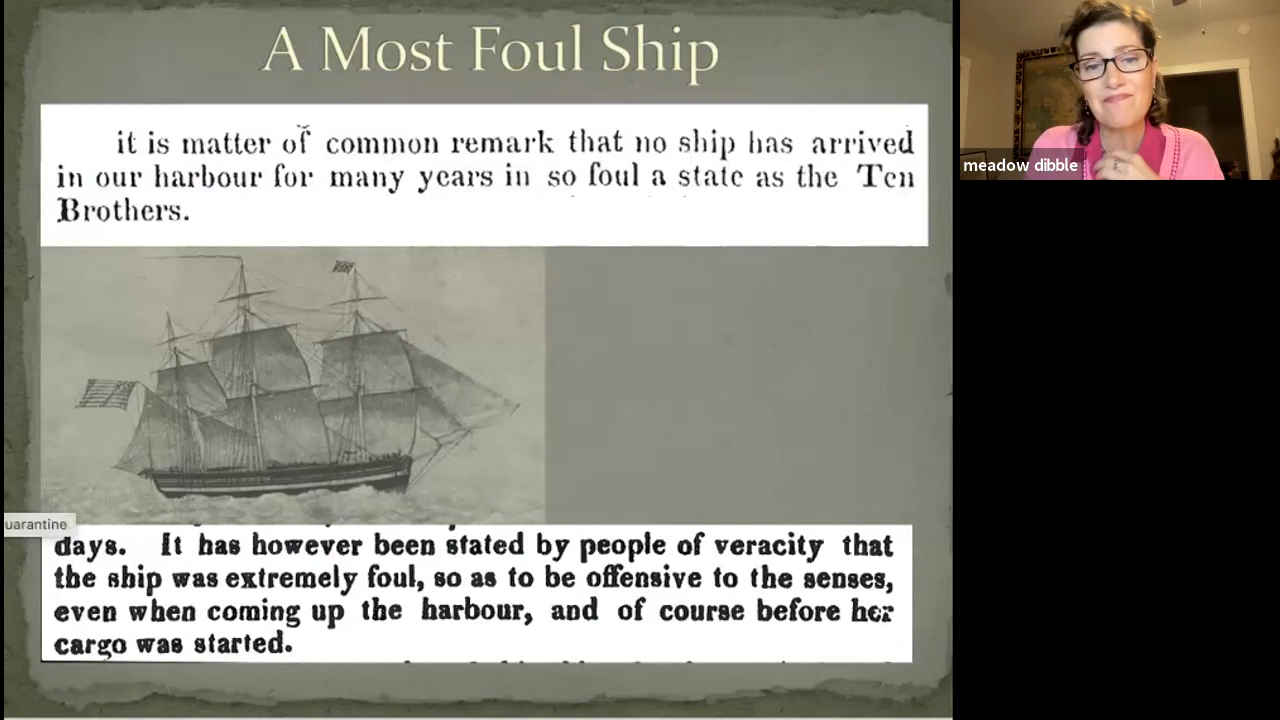 A Most Foul Ship
it is matter of common remark that no ship has arrived
in our harbour for many years in so foul a state as the Ten
Brothers.
uarantine
days. It has however been stated by people of veracity that
the ship was extremely foul, so as to be offensive to the senses,
even when coming up the harbour, and of course before her
cargo was started.
meadow dibble